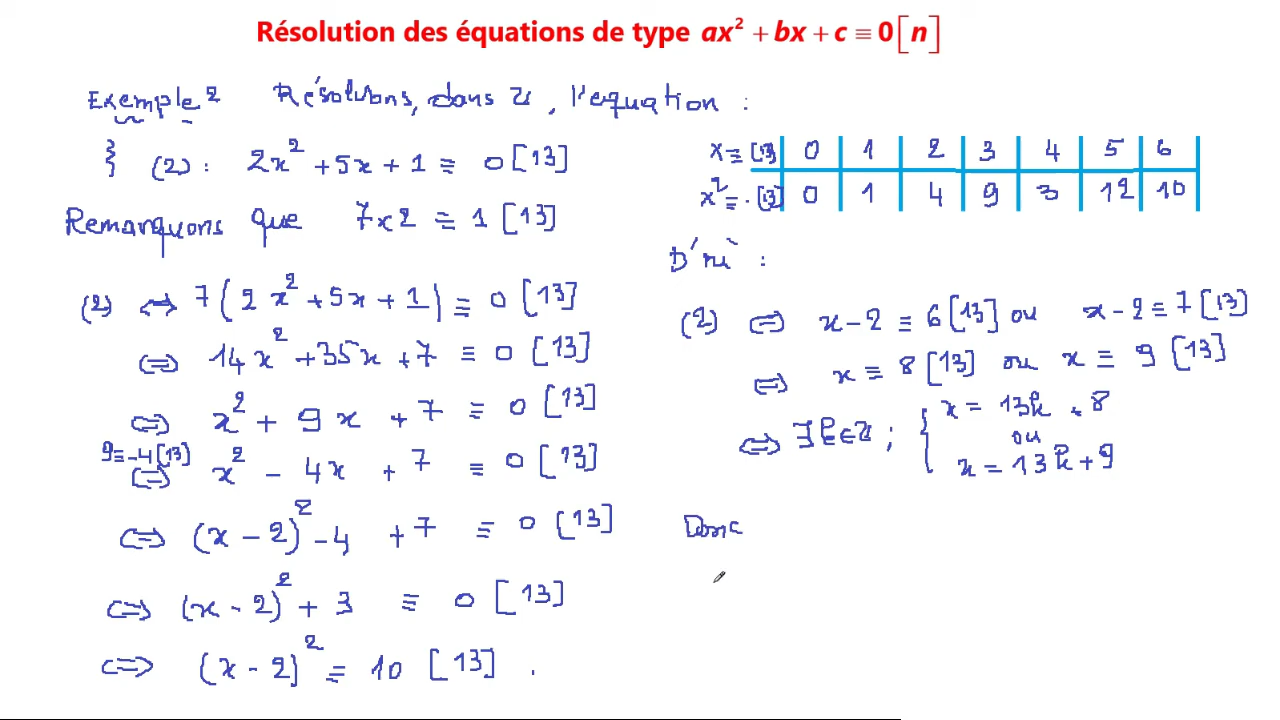 Résolution des équations de type ax² + bx + c ≡ 0 [n]
Exemple 2 Résolvons, dans ℤ, l'equation :
(2) : 2x² + 5x + 1 ≡ 0 [13]
Remarquons que 7x2 ≡ 1 [13]
(2) ⟺ 7(2x² + 5x + 1) ≡ 0 [13]
⟺ 14x² + 35x + 7 ≡ 0 [13]
⟺ x² + 9x + 7 ≡ 0 [13]
9 ≡ -4 [13]
⟺ x² - 4x + 7 ≡ 0 [13]
⟺ (x - 2)² - 4 + 7 ≡ 0 [13]
⟺ (x - 2)² + 3 ≡ 0 [13]
⟺ (x - 2)² ≡ 10 [13] .
x ≡ [13] 0 1 2 3 4 5 6
x² ≡ . [13] 0 1 4 9 3 12 10
D'où :
(2) ⟺ x - 2 ≡ 6 [13] ou x - 2 ≡ 7 [13]
⟺ x ≡ 8 [13] ou x ≡ 9 [13]
⟺ ∃k∈ℤ ; { x = 13k + 8
ou
x = 13k + 9
Donc